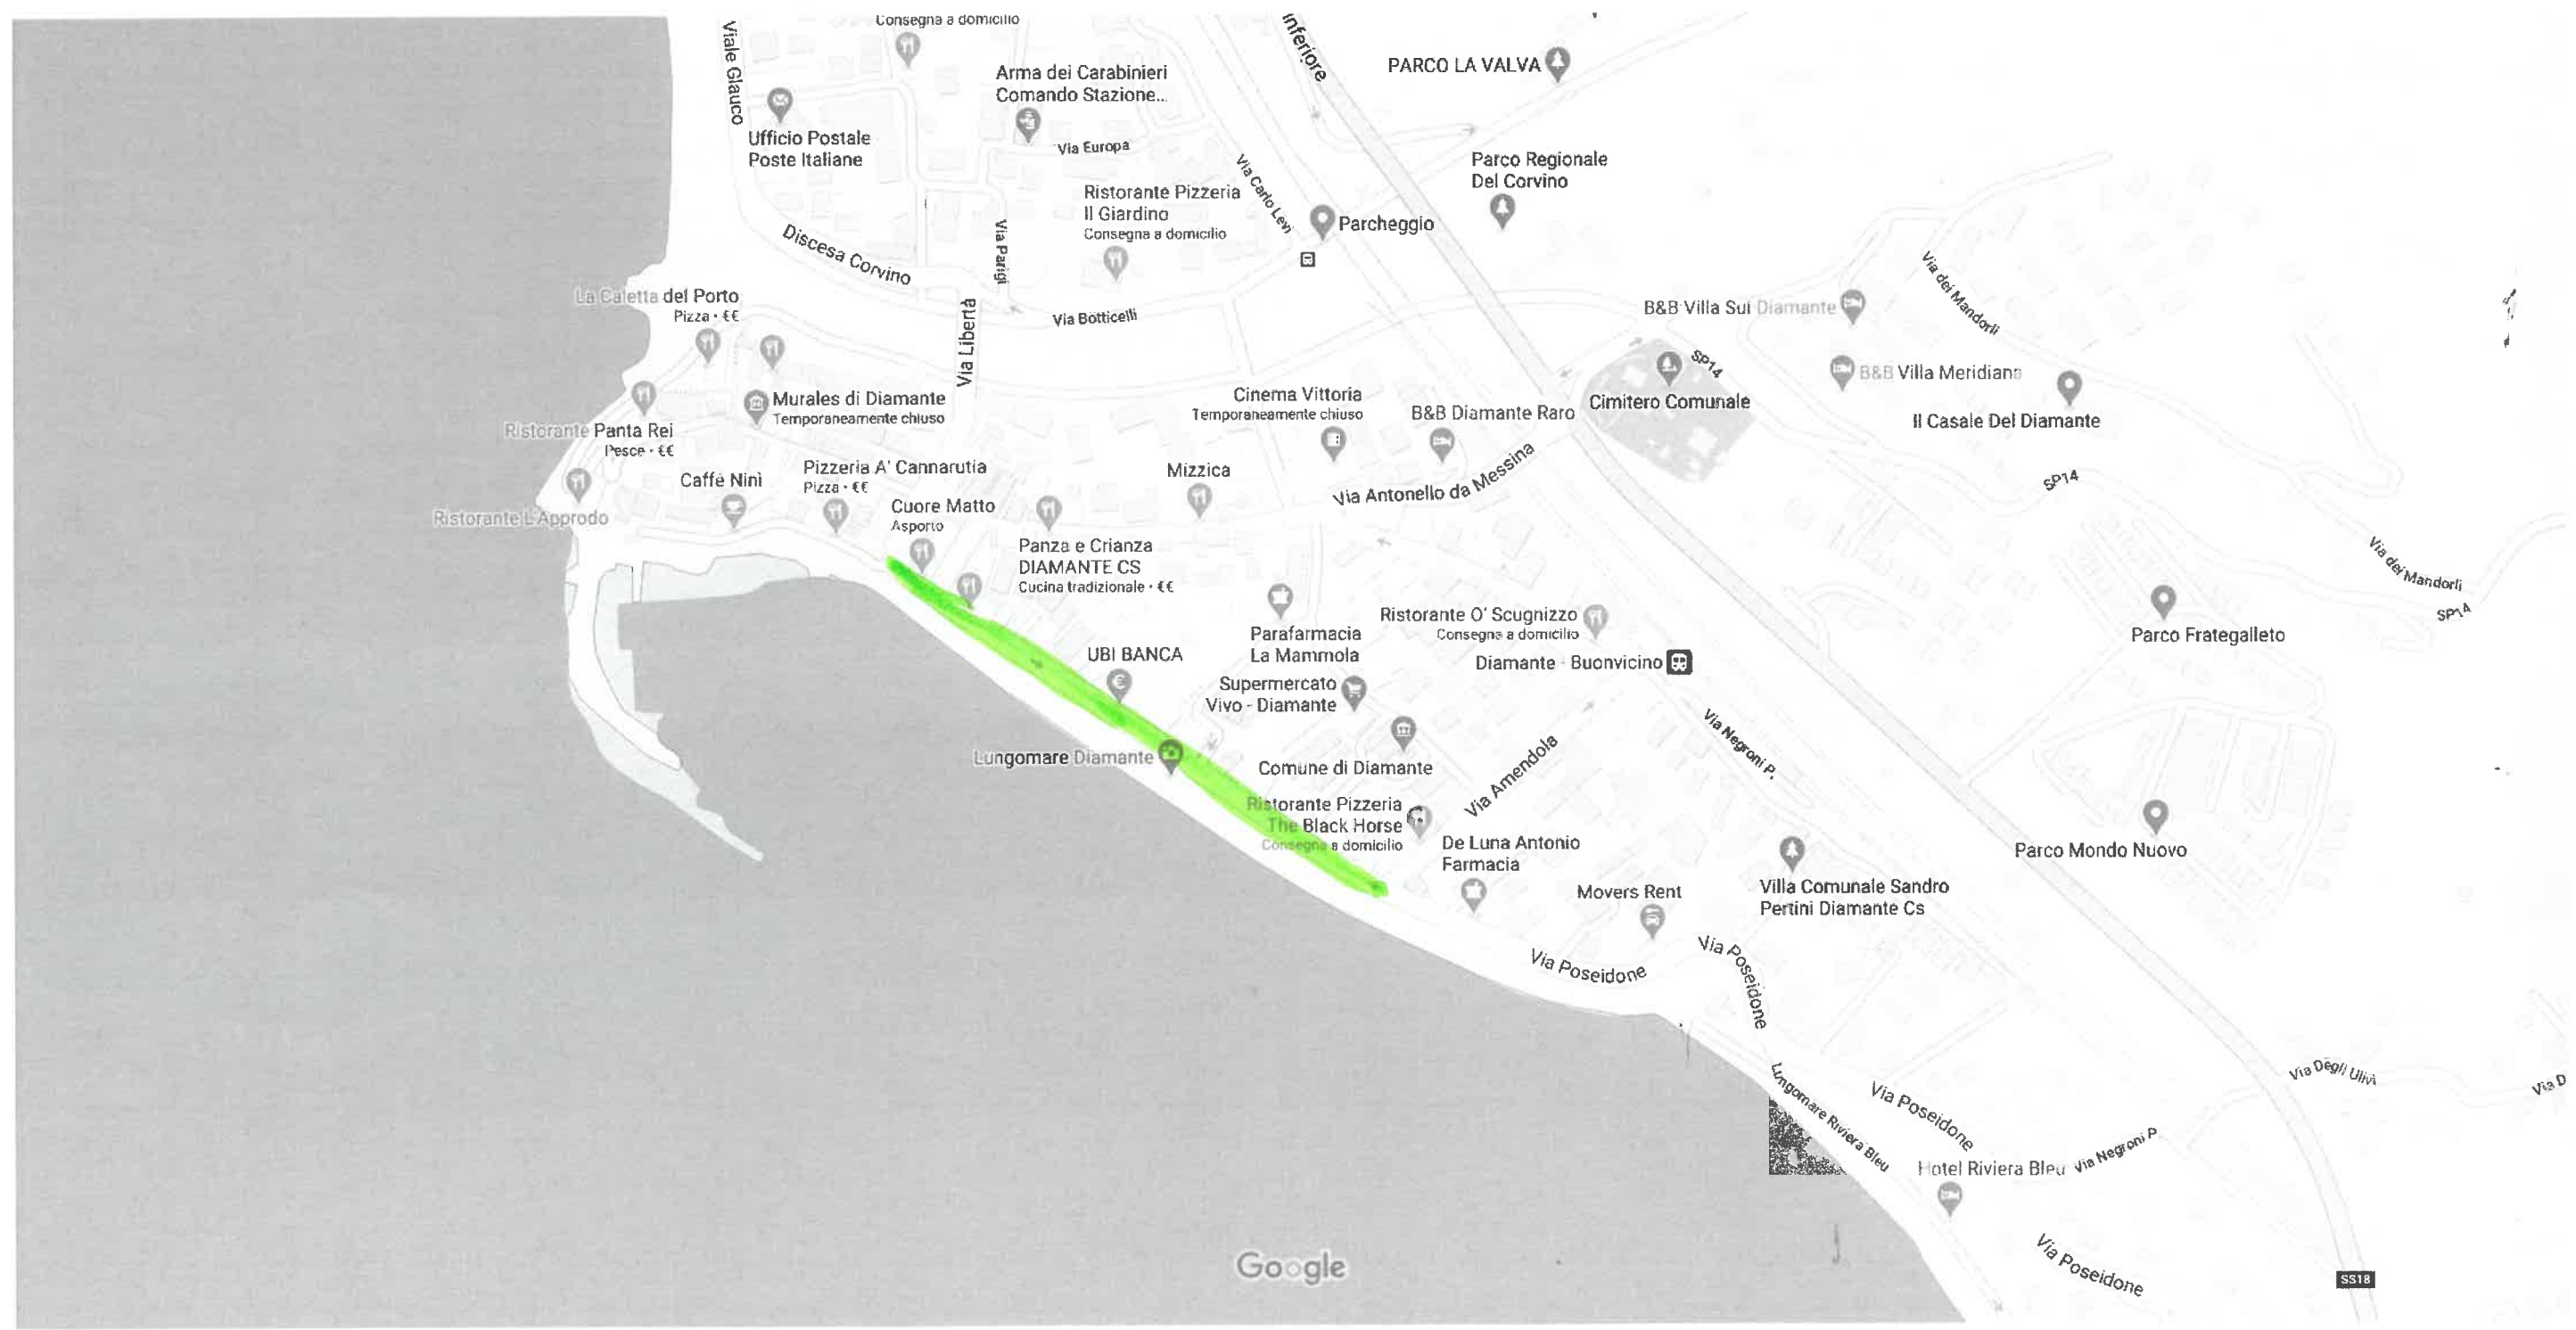 Consegna a domicilio
Viale Glauco
Inferiore
Arma dei Carabinieri
Comando Stazione...
PARCO LA VALVA
Ufficio Postale
Poste Italiane
Via Europa
Parco Regionale
Del Corvino
Via Carlo Levi
Ristorante Pizzeria
Il Giardino
Consegna a domicilio
Parcheggio
Via Parigi
Discesa Corvino
La Caletta del Porto
Pizza · €€
Via Libertà
Via Botticelli
B&B Villa Sul Diamante
Via dei Mandorli
SP14
B&B Villa Meridiana
Murales di Diamante
Temporaneamente chiuso
Cinema Vittoria
Temporaneamente chiuso
B&B Diamante Raro
Cimitero Comunale
Il Casale Del Diamante
Ristorante Panta Rei
Pesce · €€
Pizzeria A' Cannarutia
Pizza · €€
Caffè Ninì
Mizzica
Via Antonello da Messina
SP14
Cuore Matto
Asporto
Ristorante L'Approdo
Panza e Crianza
DIAMANTE CS
Cucina tradizionale · €€
Via dei Mandorli
SP14
Ristorante O' Scugnizzo
Consegna a domicilio
Parafarmacia
La Mammola
Parco Frategalleto
UBI BANCA
Diamante - Buonvicino
Supermercato
Vivo - Diamante
Via Negroni P.
Lungomare Diamante
Comune di Diamante
Via Amendola
Ristorante Pizzeria
The Black Horse
Consegna a domicilio
De Luna Antonio
Farmacia
Parco Mondo Nuovo
Movers Rent
Villa Comunale Sandro
Pertini Diamante Cs
Via Poseidone
Via Poseidone
Lungomare Riviera Bleu
Via Poseidone
Via Degli Ulivi
Via D
Hotel Riviera Bleu
Via Negroni P.
Google
Via Poseidone
SS18